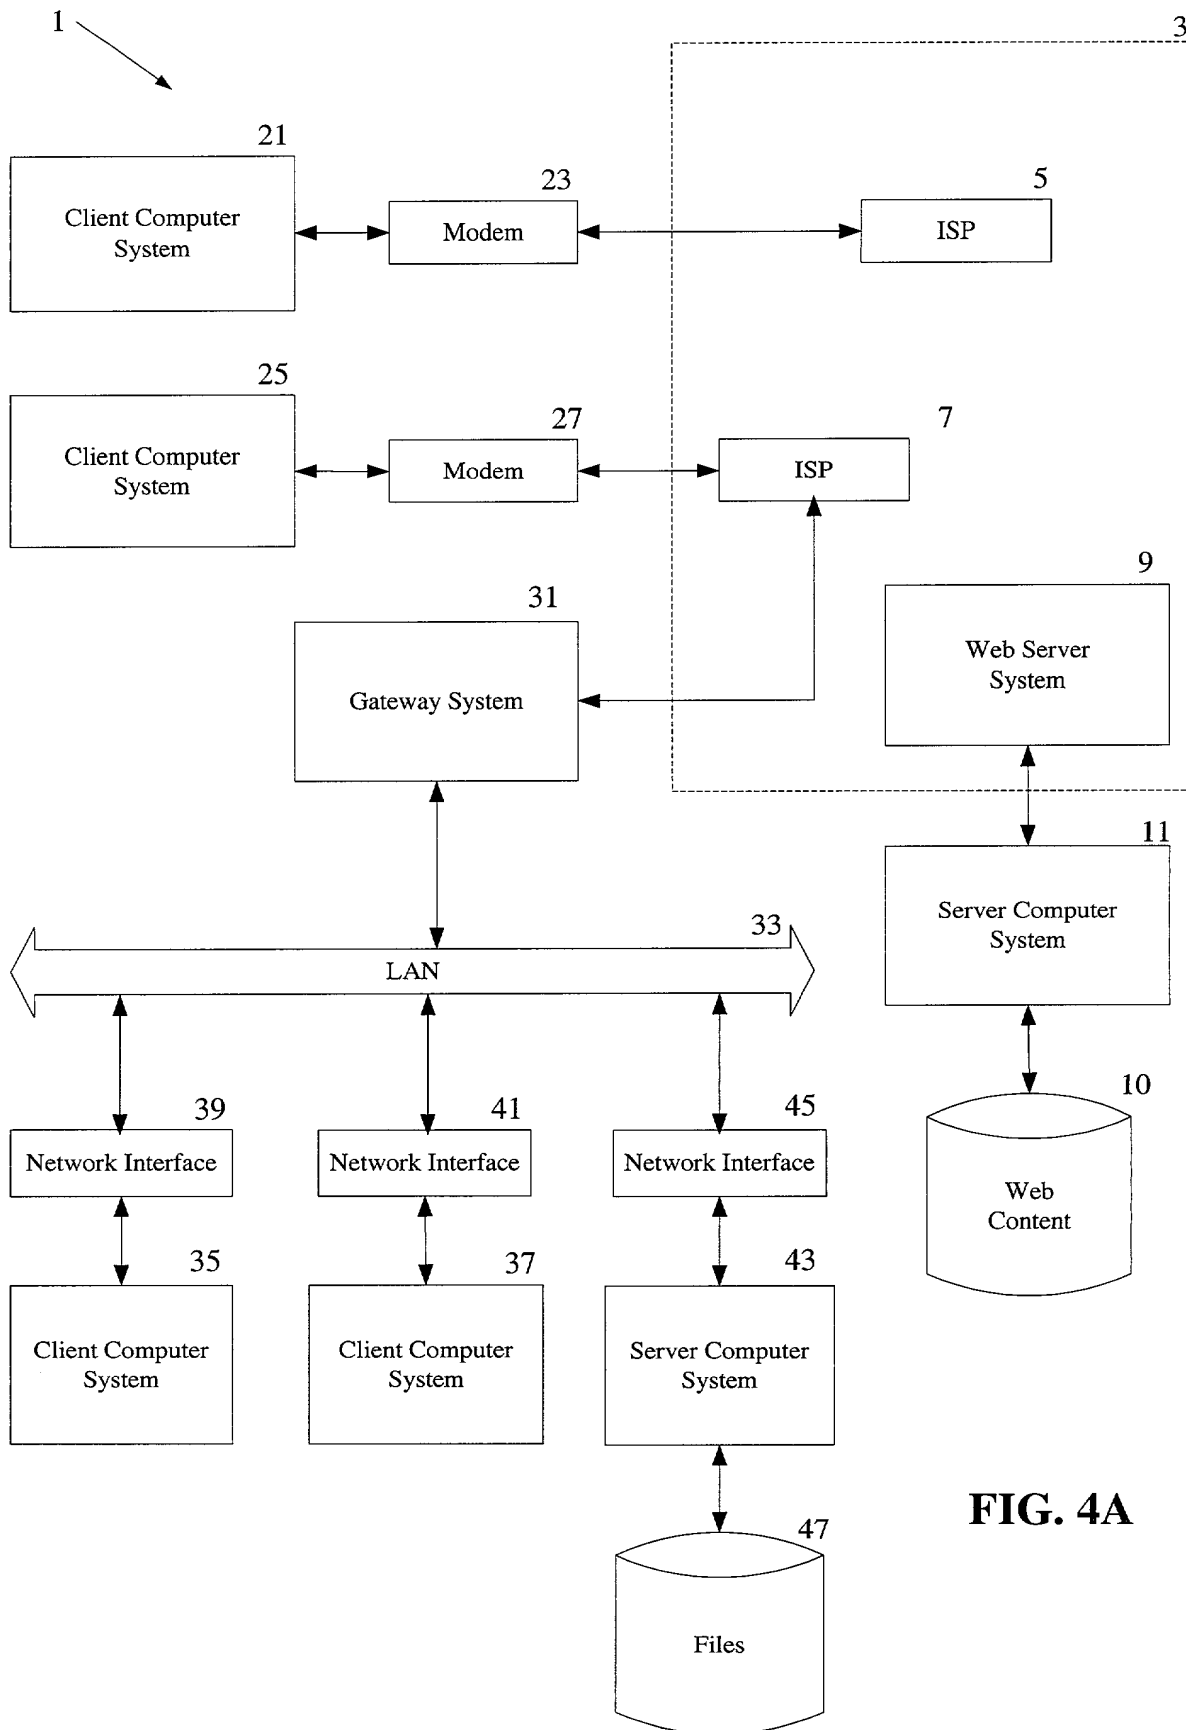 1
3
21
23
5
Client Computer
System
Modem
ISP
25
27
7
Client Computer
System
Modem
ISP
9
31
Web Server
System
Gateway System
11
Server Computer
System
33
LAN
10
Web
Content
39
41
45
Network Interface
Network Interface
Network Interface
35
37
43
Client Computer
System
Client Computer
System
Server Computer
System
FIG. 4A
47
Files